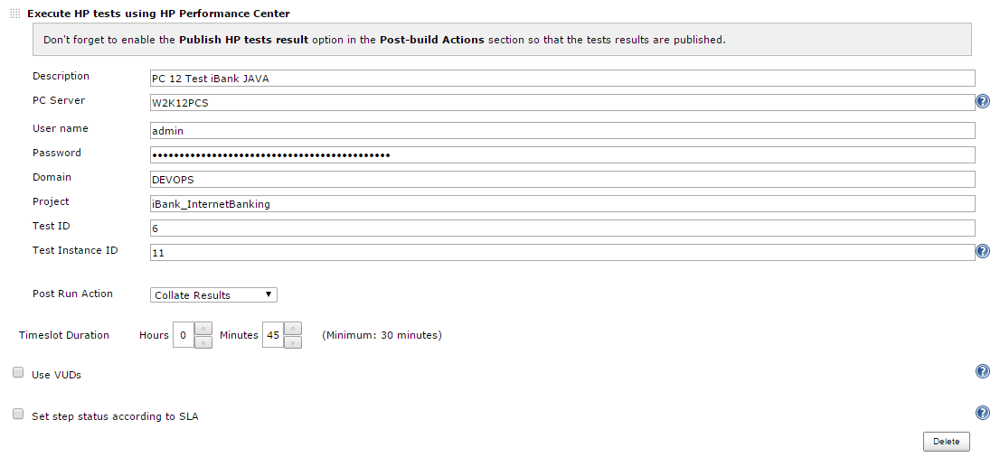 Execute HP tests using HP Performance Center
Don't forget to enable the Publish HP tests result option in the Post-build Actions section so that the tests results are published.
Description PC 12 Test iBank JAVA
PC Server W2K12PCS ?
User name admin
Password ••••••••••••••••••••••••••••••••••••••••••••
Domain DEVOPS
Project iBank_InternetBanking
Test ID 6
Test Instance ID 11 ?
Post Run Action Collate Results ▼
Timeslot Duration Hours 0 Minutes 45 (Minimum: 30 minutes)
Use VUDs ?
Set step status according to SLA ?
Delete